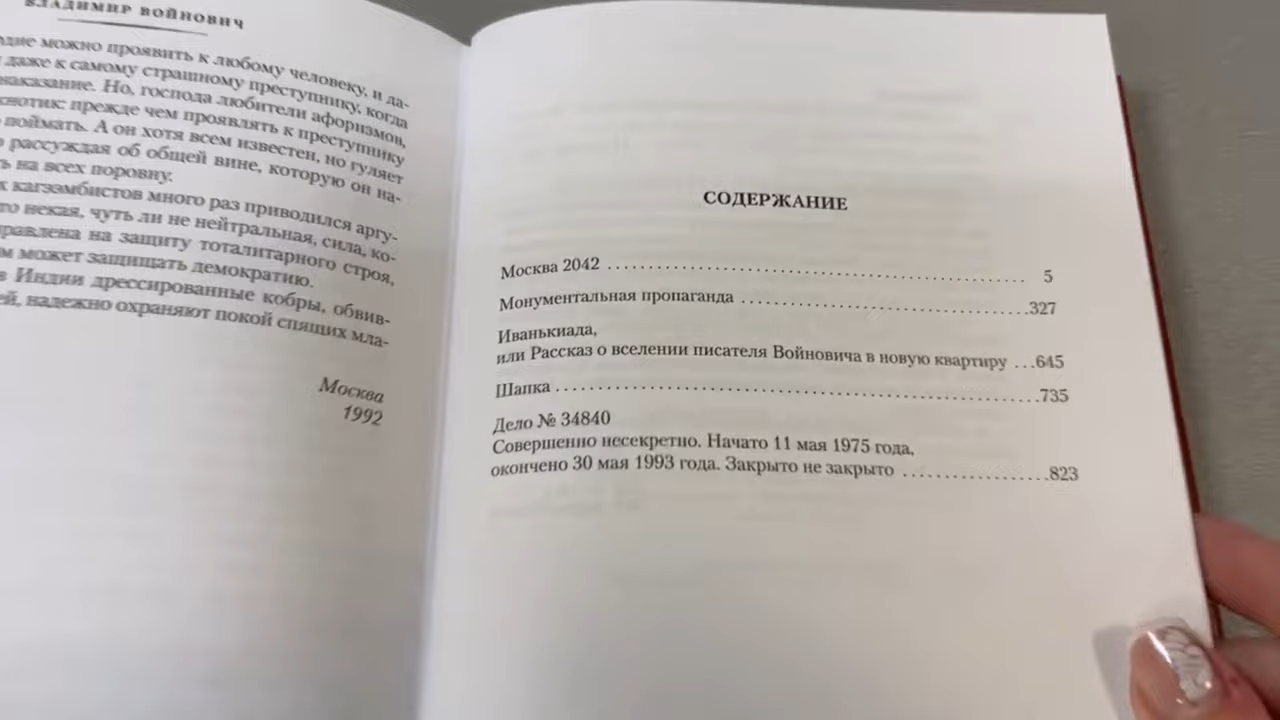 ВЛАДИМИР ВОЙНОВИЧ
можно проявить к любому человеку, и да-
даже к самому страшному преступнику, когда
наказание. Но, господа любители афоризмов,
прежде чем проявлять к преступнику
поймать. А он хотя всем известен, но гуляет
рассуждая об общей вине, которую он на-
на всех поровну.
кагэмбистов много раз приводился аргу-
некая, чуть ли не нейтральная, сила, ко-
на защиту тоталитарного строя,
может защищать демократию.
в Индии дрессированные кобры, обвив-
надежно охраняют покой спящих мла-
Москва
1992
СОДЕРЖАНИЕ
Москва 2042 . . . . . . . . . . . . . . . . . . . . 5
Монументальная пропаганда . . . . . . . . . . . . . . . . . . . . 327
Иванькиада,
или Рассказ о вселении писателя Войновича в новую квартиру . . . 645
Шапка . . . . . . . . . . . . . . . . . . . . 735
Дело № 34840
Совершенно несекретно. Начато 11 мая 1975 года,
окончено 30 мая 1993 года. Закрыто не закрыто . . . . . . . . . . . . . . . . . 823